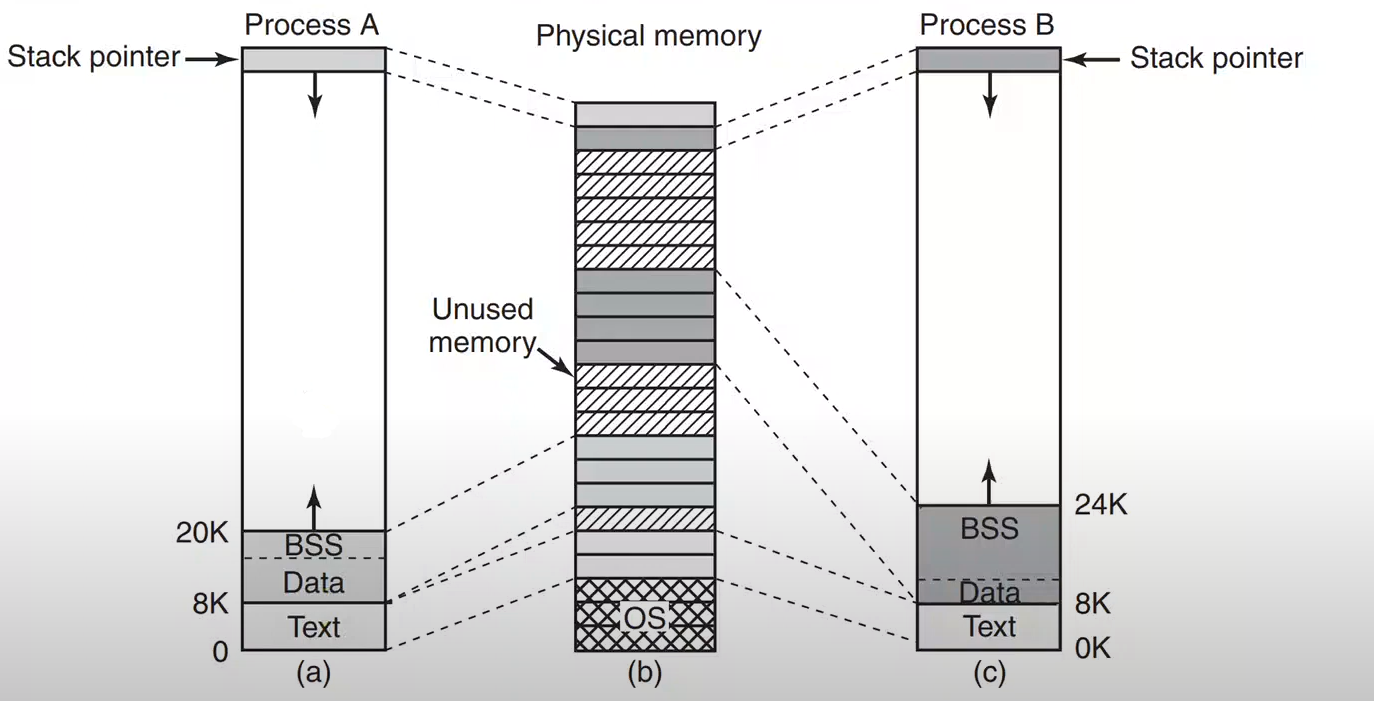 Process A
Physical memory
Process B
Stack pointer
Stack pointer
Unused
memory
20K
BSS
Data
8K
Text
0
(a)
OS
(b)
24K
BSS
Data
8K
Text
0K
(c)